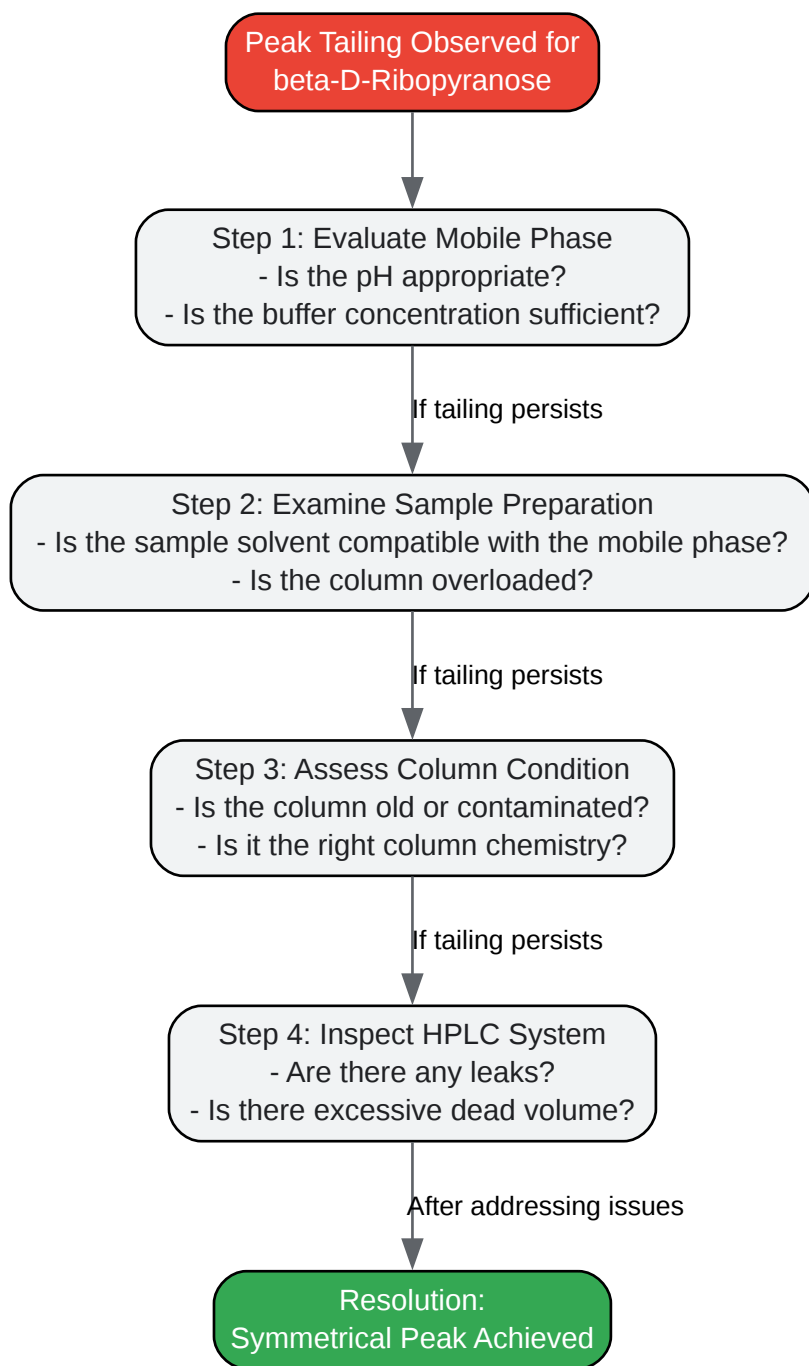 Peak Tailing Observed for
beta-D-Ribopyranose
Step 1: Evaluate Mobile Phase
- Is the pH appropriate?
- Is the buffer concentration sufficient?
If tailing persists
Step 2: Examine Sample Preparation
- Is the sample solvent compatible with the mobile phase?
- Is the column overloaded?
If tailing persists
Step 3: Assess Column Condition
- Is the column old or contaminated?
- Is it the right column chemistry?
If tailing persists
Step 4: Inspect HPLC System
- Are there any leaks?
- Is there excessive dead volume?
After addressing issues
Resolution:
Symmetrical Peak Achieved